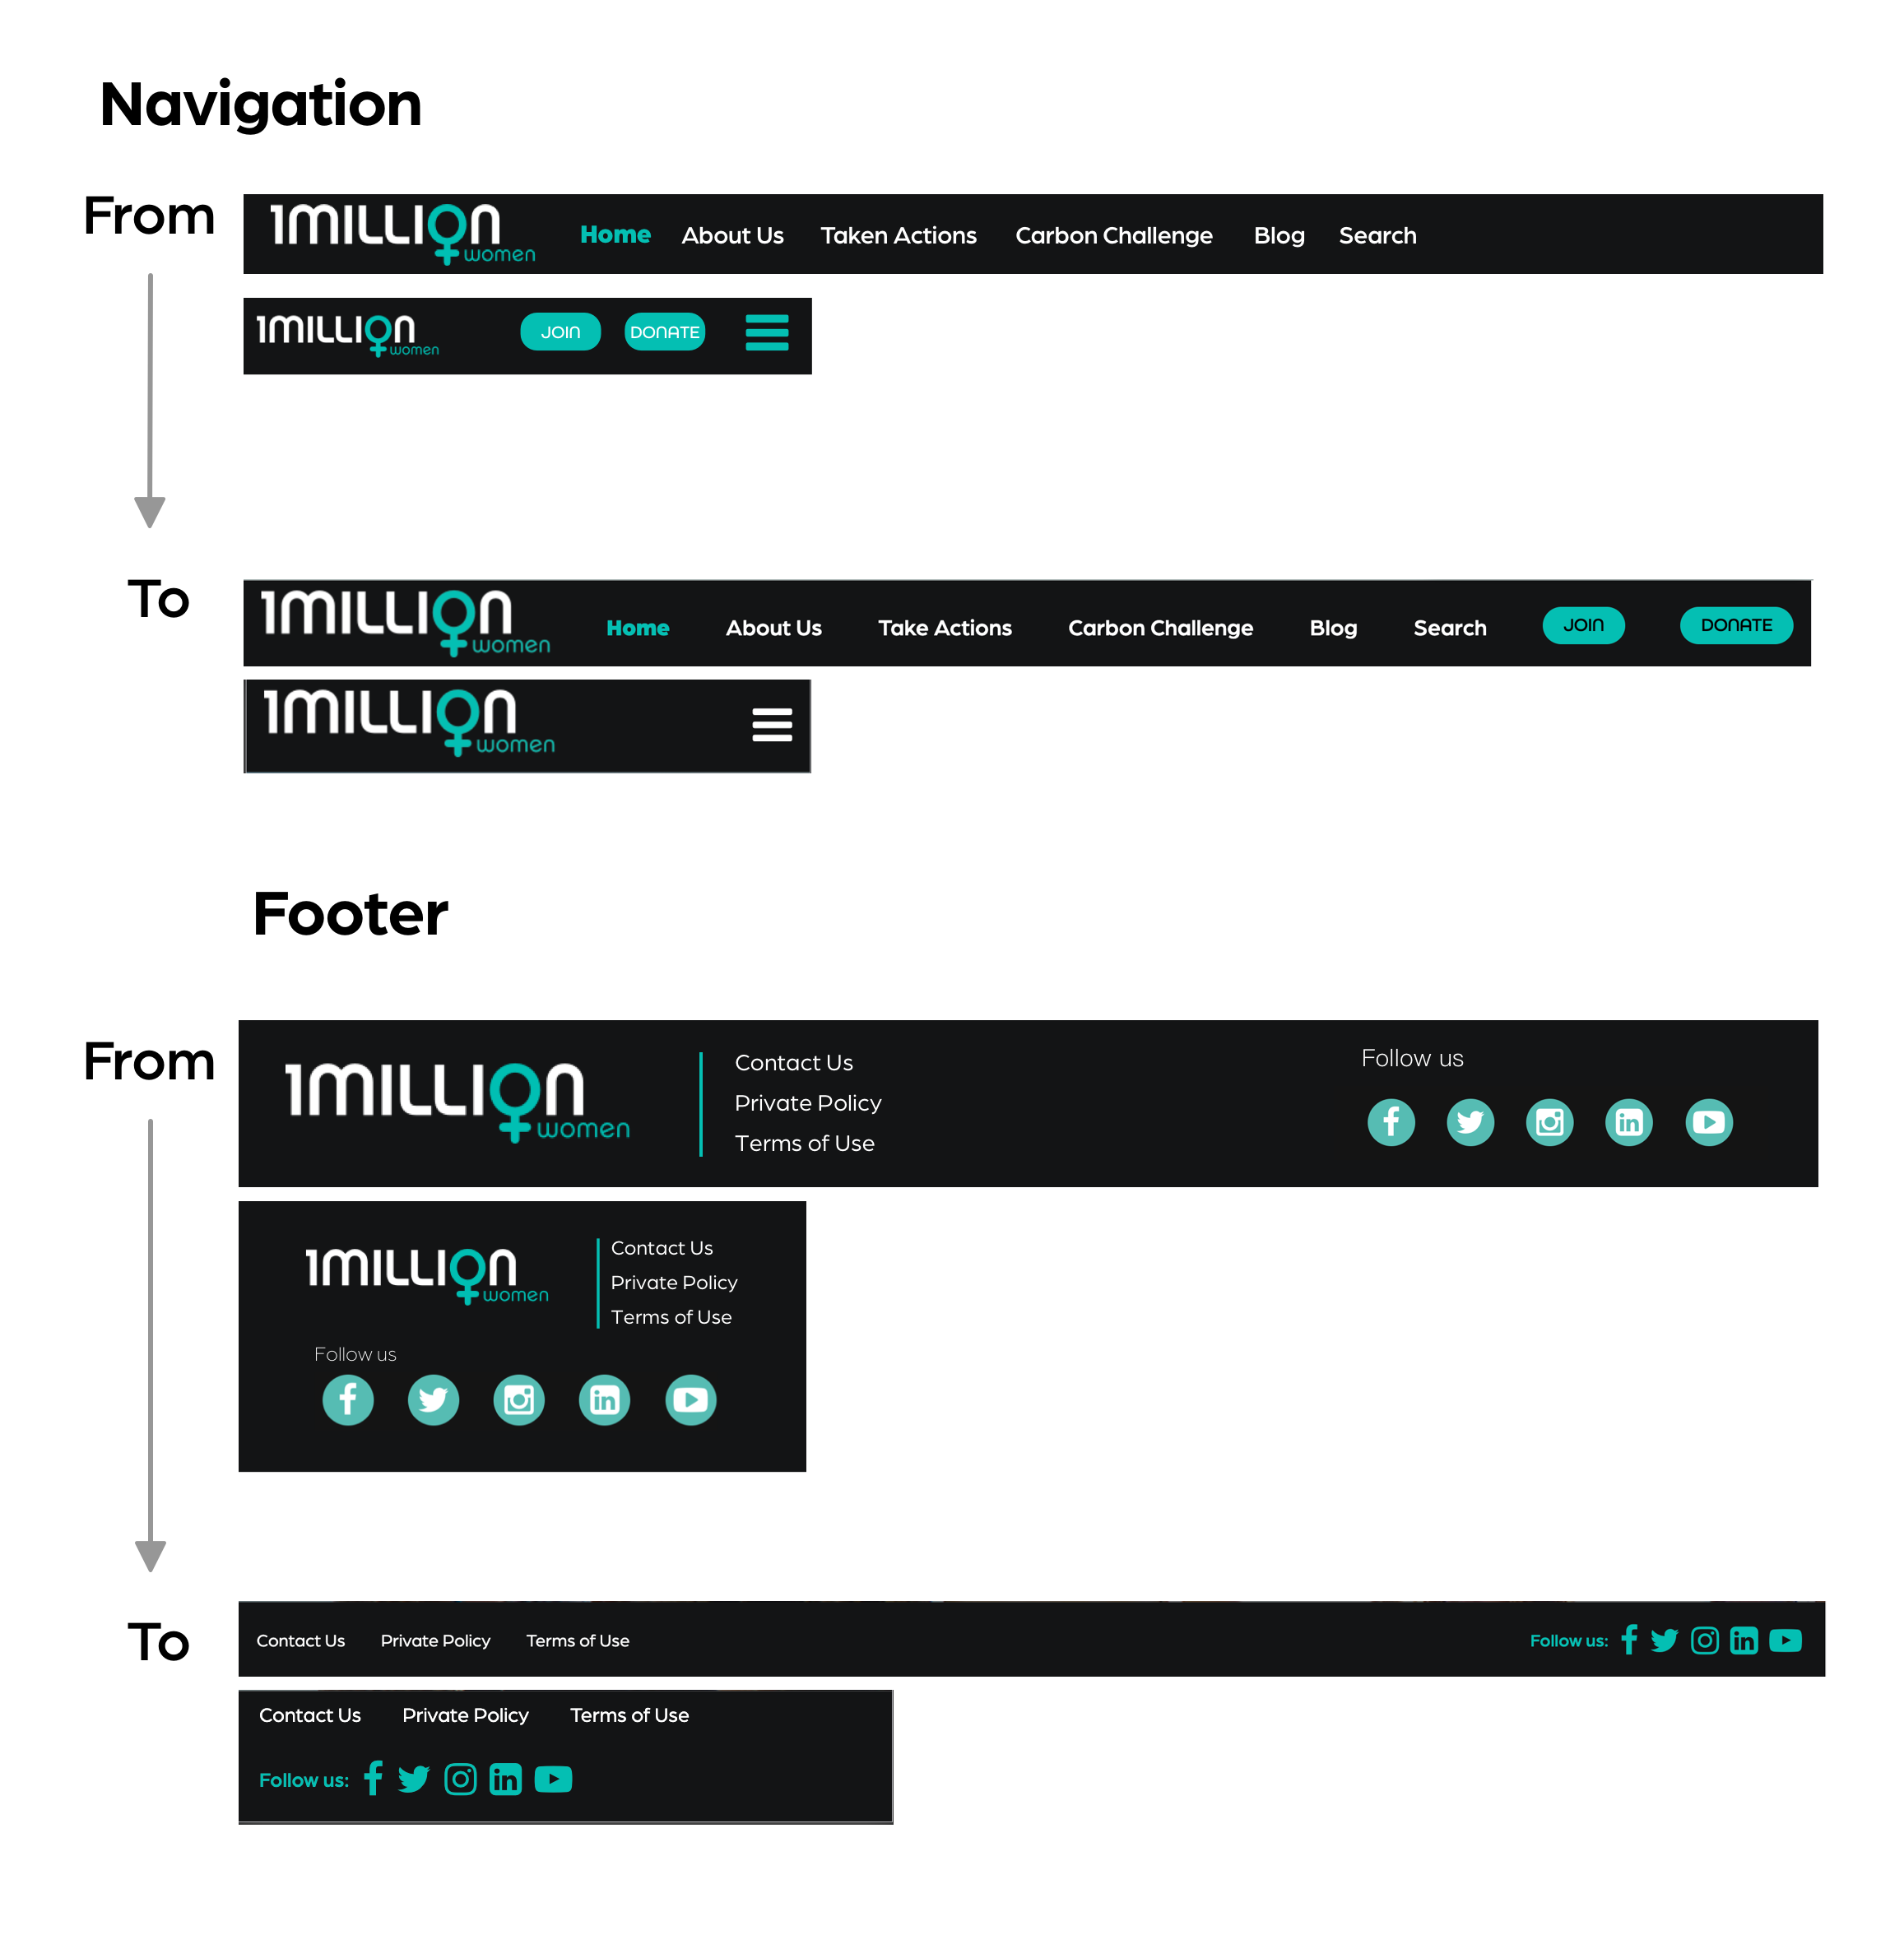 Navigation
From
1MILLION women Home About Us Taken Actions Carbon Challenge Blog Search
1MILLION women JOIN DONATE
To
1MILLION women Home About Us Take Actions Carbon Challenge Blog Search JOIN DONATE
1MILLION women
Footer
From
1MILLION women
Contact Us
Private Policy
Terms of Use
Follow us
1MILLION women
Contact Us
Private Policy
Terms of Use
Follow us
To
Contact Us Private Policy Terms of Use Follow us:
Contact Us Private Policy Terms of Use
Follow us: